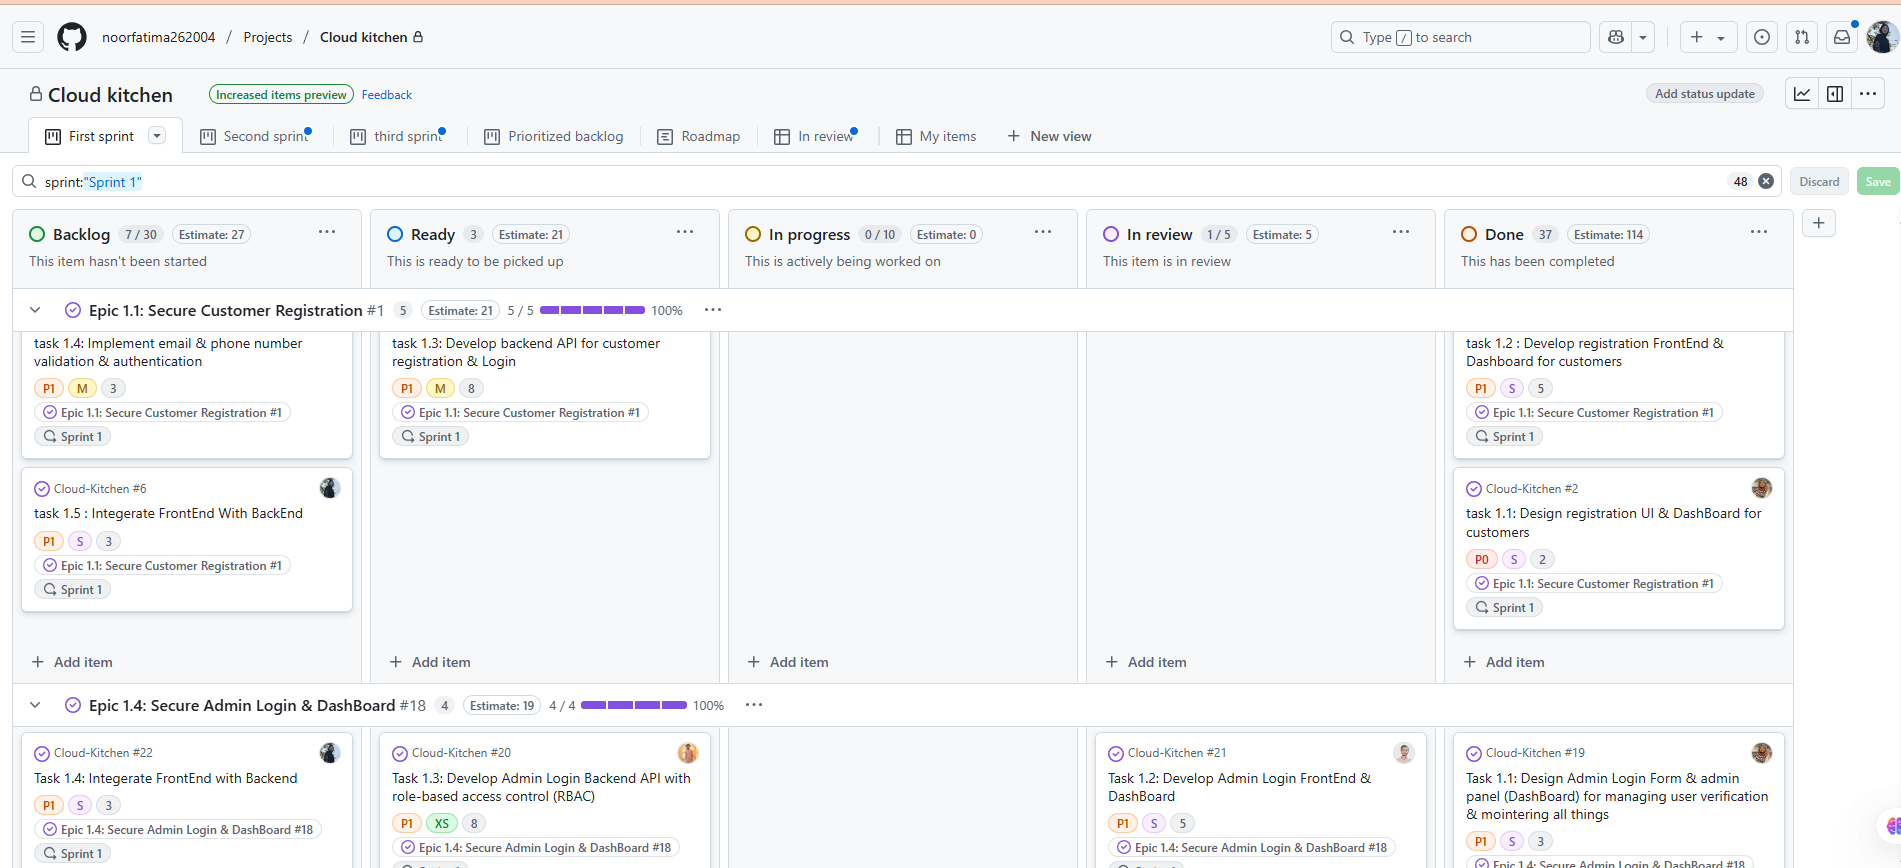 noorfatima262004 / Projects / Cloud kitchen
Type / to search
Cloud kitchen
Increased items preview
Feedback
Add status update
First sprint
Second sprint
third sprint
Prioritized backlog
Roadmap
In review
My items
New view
sprint:"Sprint 1"
48
Discard
Save
Backlog 7 / 30 Estimate: 27
This item hasn't been started
Ready 3 Estimate: 21
This is ready to be picked up
In progress 0 / 10 Estimate: 0
This is actively being worked on
In review 1 / 5 Estimate: 5
This item is in review
Done 37 Estimate: 114
This has been completed
Epic 1.1: Secure Customer Registration #1 5 Estimate: 21 5 / 5 100%
task 1.4: Implement email & phone number
validation & authentication
P1 M 3
Epic 1.1: Secure Customer Registration #1
Sprint 1
Cloud-Kitchen #6
task 1.5 : Integerate FrontEnd With BackEnd
P1 S 3
Epic 1.1: Secure Customer Registration #1
Sprint 1
Add item
task 1.3: Develop backend API for customer
registration & Login
P1 M 8
Epic 1.1: Secure Customer Registration #1
Sprint 1
Add item
Add item
Add item
task 1.2 : Develop registration FrontEnd &
Dashboard for customers
P1 S 5
Epic 1.1: Secure Customer Registration #1
Sprint 1
Cloud-Kitchen #2
task 1.1: Design registration UI & DashBoard for
customers
P0 S 2
Epic 1.1: Secure Customer Registration #1
Sprint 1
Add item
Epic 1.4: Secure Admin Login & DashBoard #18 4 Estimate: 19 4 / 4 100%
Cloud-Kitchen #22
Task 1.4: Integerate FrontEnd with Backend
P1 S 3
Epic 1.4: Secure Admin Login & DashBoard #18
Sprint 1
Cloud-Kitchen #20
Task 1.3: Develop Admin Login Backend API with
role-based access control (RBAC)
P1 XS 8
Epic 1.4: Secure Admin Login & DashBoard #18
Cloud-Kitchen #21
Task 1.2: Develop Admin Login FrontEnd &
DashBoard
P1 S 5
Epic 1.4: Secure Admin Login & DashBoard #18
Cloud-Kitchen #19
Task 1.1: Design Admin Login Form & admin
panel (DashBoard) for managing user verification
& mointering all things
P1 S 3
Epic 1.4: Secure Admin Login & DashBoard #18